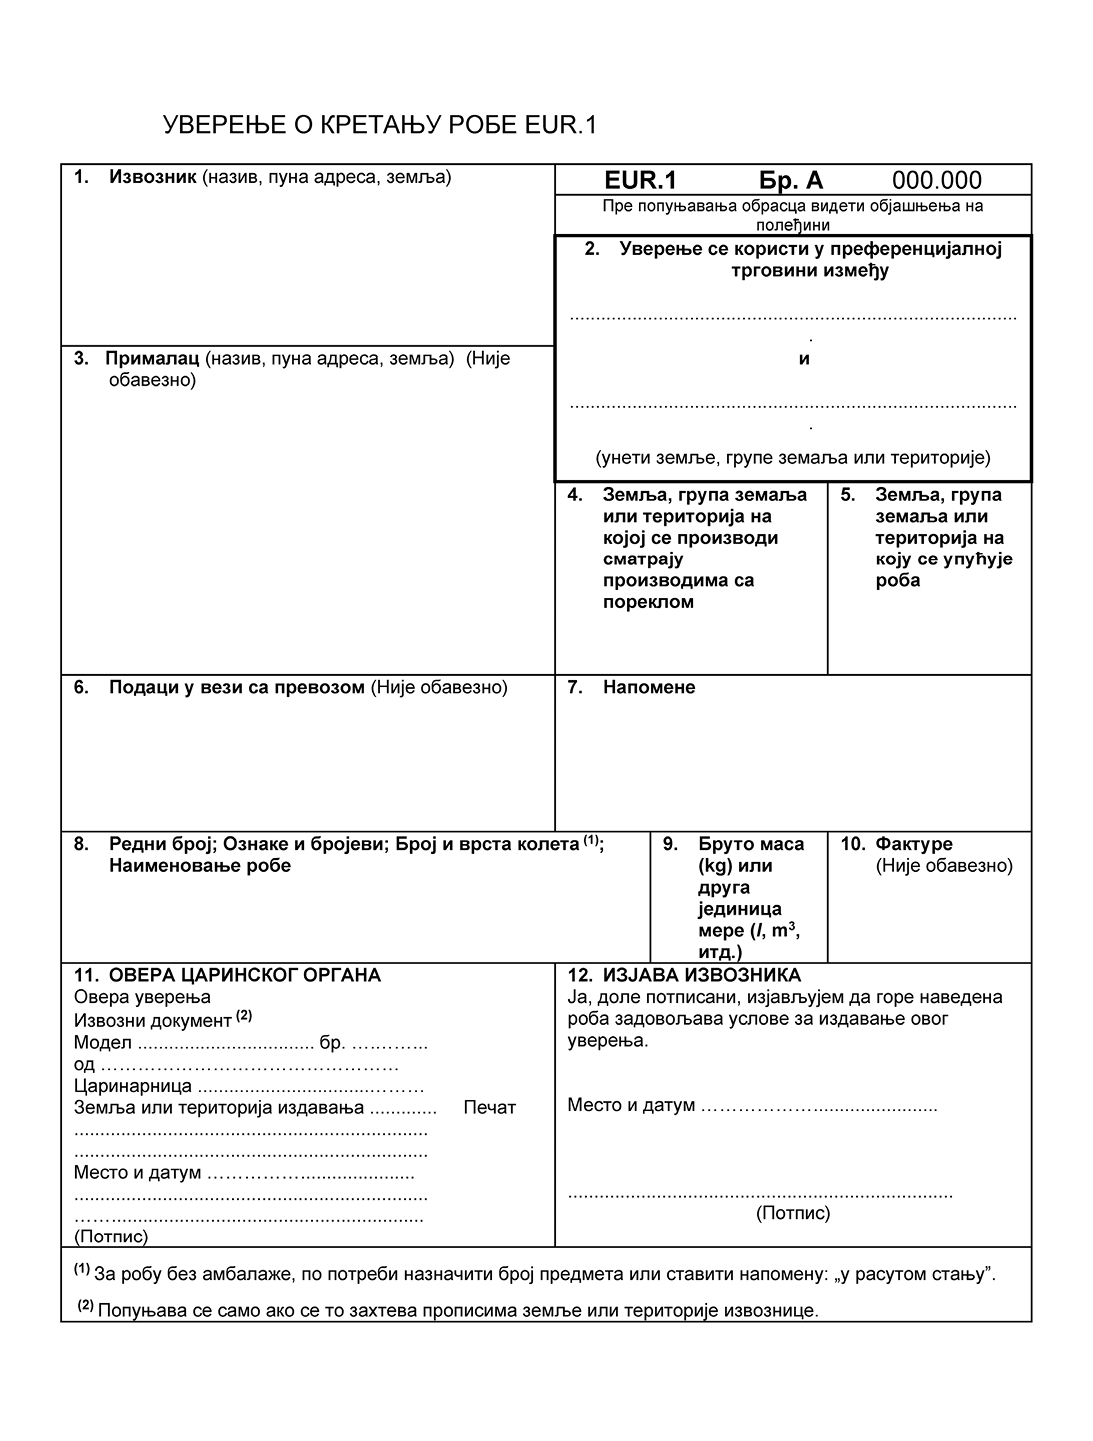 УВЕРЕЊЕ О КРЕТАЊУ РОБЕ EUR.1
1. Извозник (назив, пуна адреса, земља)
EUR.1 Бр. А 000.000
Пре попуњавања обрасца видети објашњења на
полеђини
2. Уверење се користи у преференцијалној
трговини између
......................................................................................
.
и
......................................................................................
.
(унети земље, групе земаља или територије)
3. Прималац (назив, пуна адреса, земља) (Није
обавезно)
4. Земља, група земаља
или територија на
којој се производи
сматрају
производима са
пореклом
5. Земља, група
земаља или
територија на
коју се упућује
роба
6. Подаци у вези са превозом (Није обавезно)
7. Напомене
8. Редни број; Ознаке и бројеви; Број и врста колета (1);
Наименовање робе
9. Бруто маса
(kg) или
друга
јединица
мере (l, m3,
итд.)
10. Фактуре
(Није обавезно)
11. ОВЕРА ЦАРИНСКОГ ОРГАНА
Овера уверења
Извозни документ (2)
Модел .................................. бр. ………...
од …………………………………………
Царинарница .................................………
Земља или територија издавања ............. Печат
....................................................................
....................................................................
Место и датум ……………......................
....................................................................
……............................................................
(Потпис)
12. ИЗЈАВА ИЗВОЗНИКА
Ја, доле потписани, изјављујем да горе наведена
роба задовољава услове за издавање овог
уверења.
Место и датум ………………........................
..........................................................................
(Потпис)
(1) За робу без амбалаже, по потреби назначити број предмета или ставити напомену: „у расутом стању”.
(2) Попуњава се само ако се то захтева прописима земље или територије извознице.